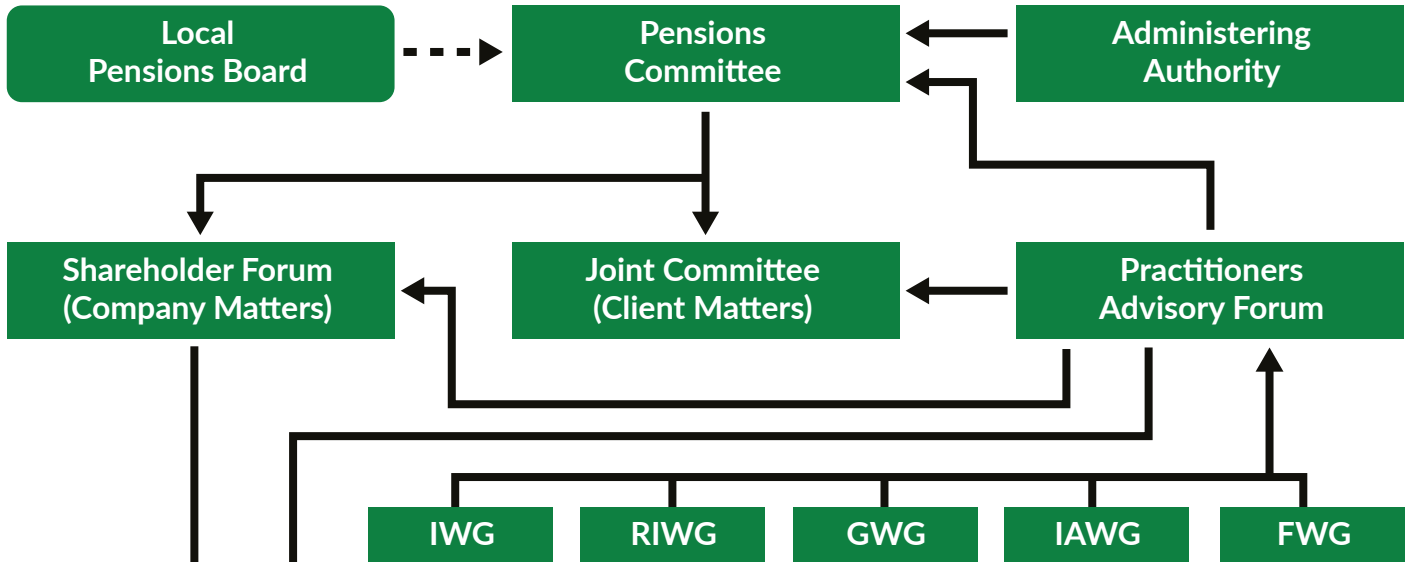 Local
Pensions Board
Pensions
Committee
Administering
Authority
Shareholder Forum
(Company Matters)
Joint Committee
(Client Matters)
Practitioners
Advisory Forum
IWG
RIWG
GWG
IAWG
FWG